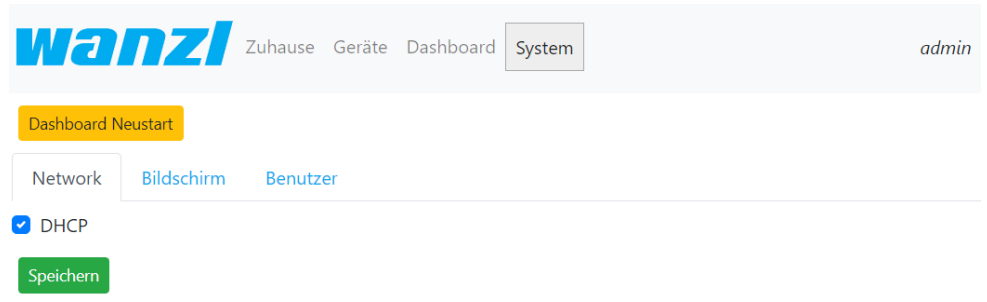 wanzl Zuhause Geräte Dashboard System admin
Dashboard Neustart
Network Bildschirm Benutzer
DHCP
Speichern